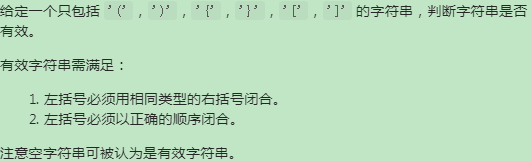 给定一个只包括 '(' ，')' ，'{' ，'}' ，'[' ，']' 的字符串，判断字符串是否
有效。
有效字符串需满足：
1. 左括号必须用相同类型的右括号闭合。
2. 左括号必须以正确的顺序闭合。
注意空字符串可被认为是有效字符串。